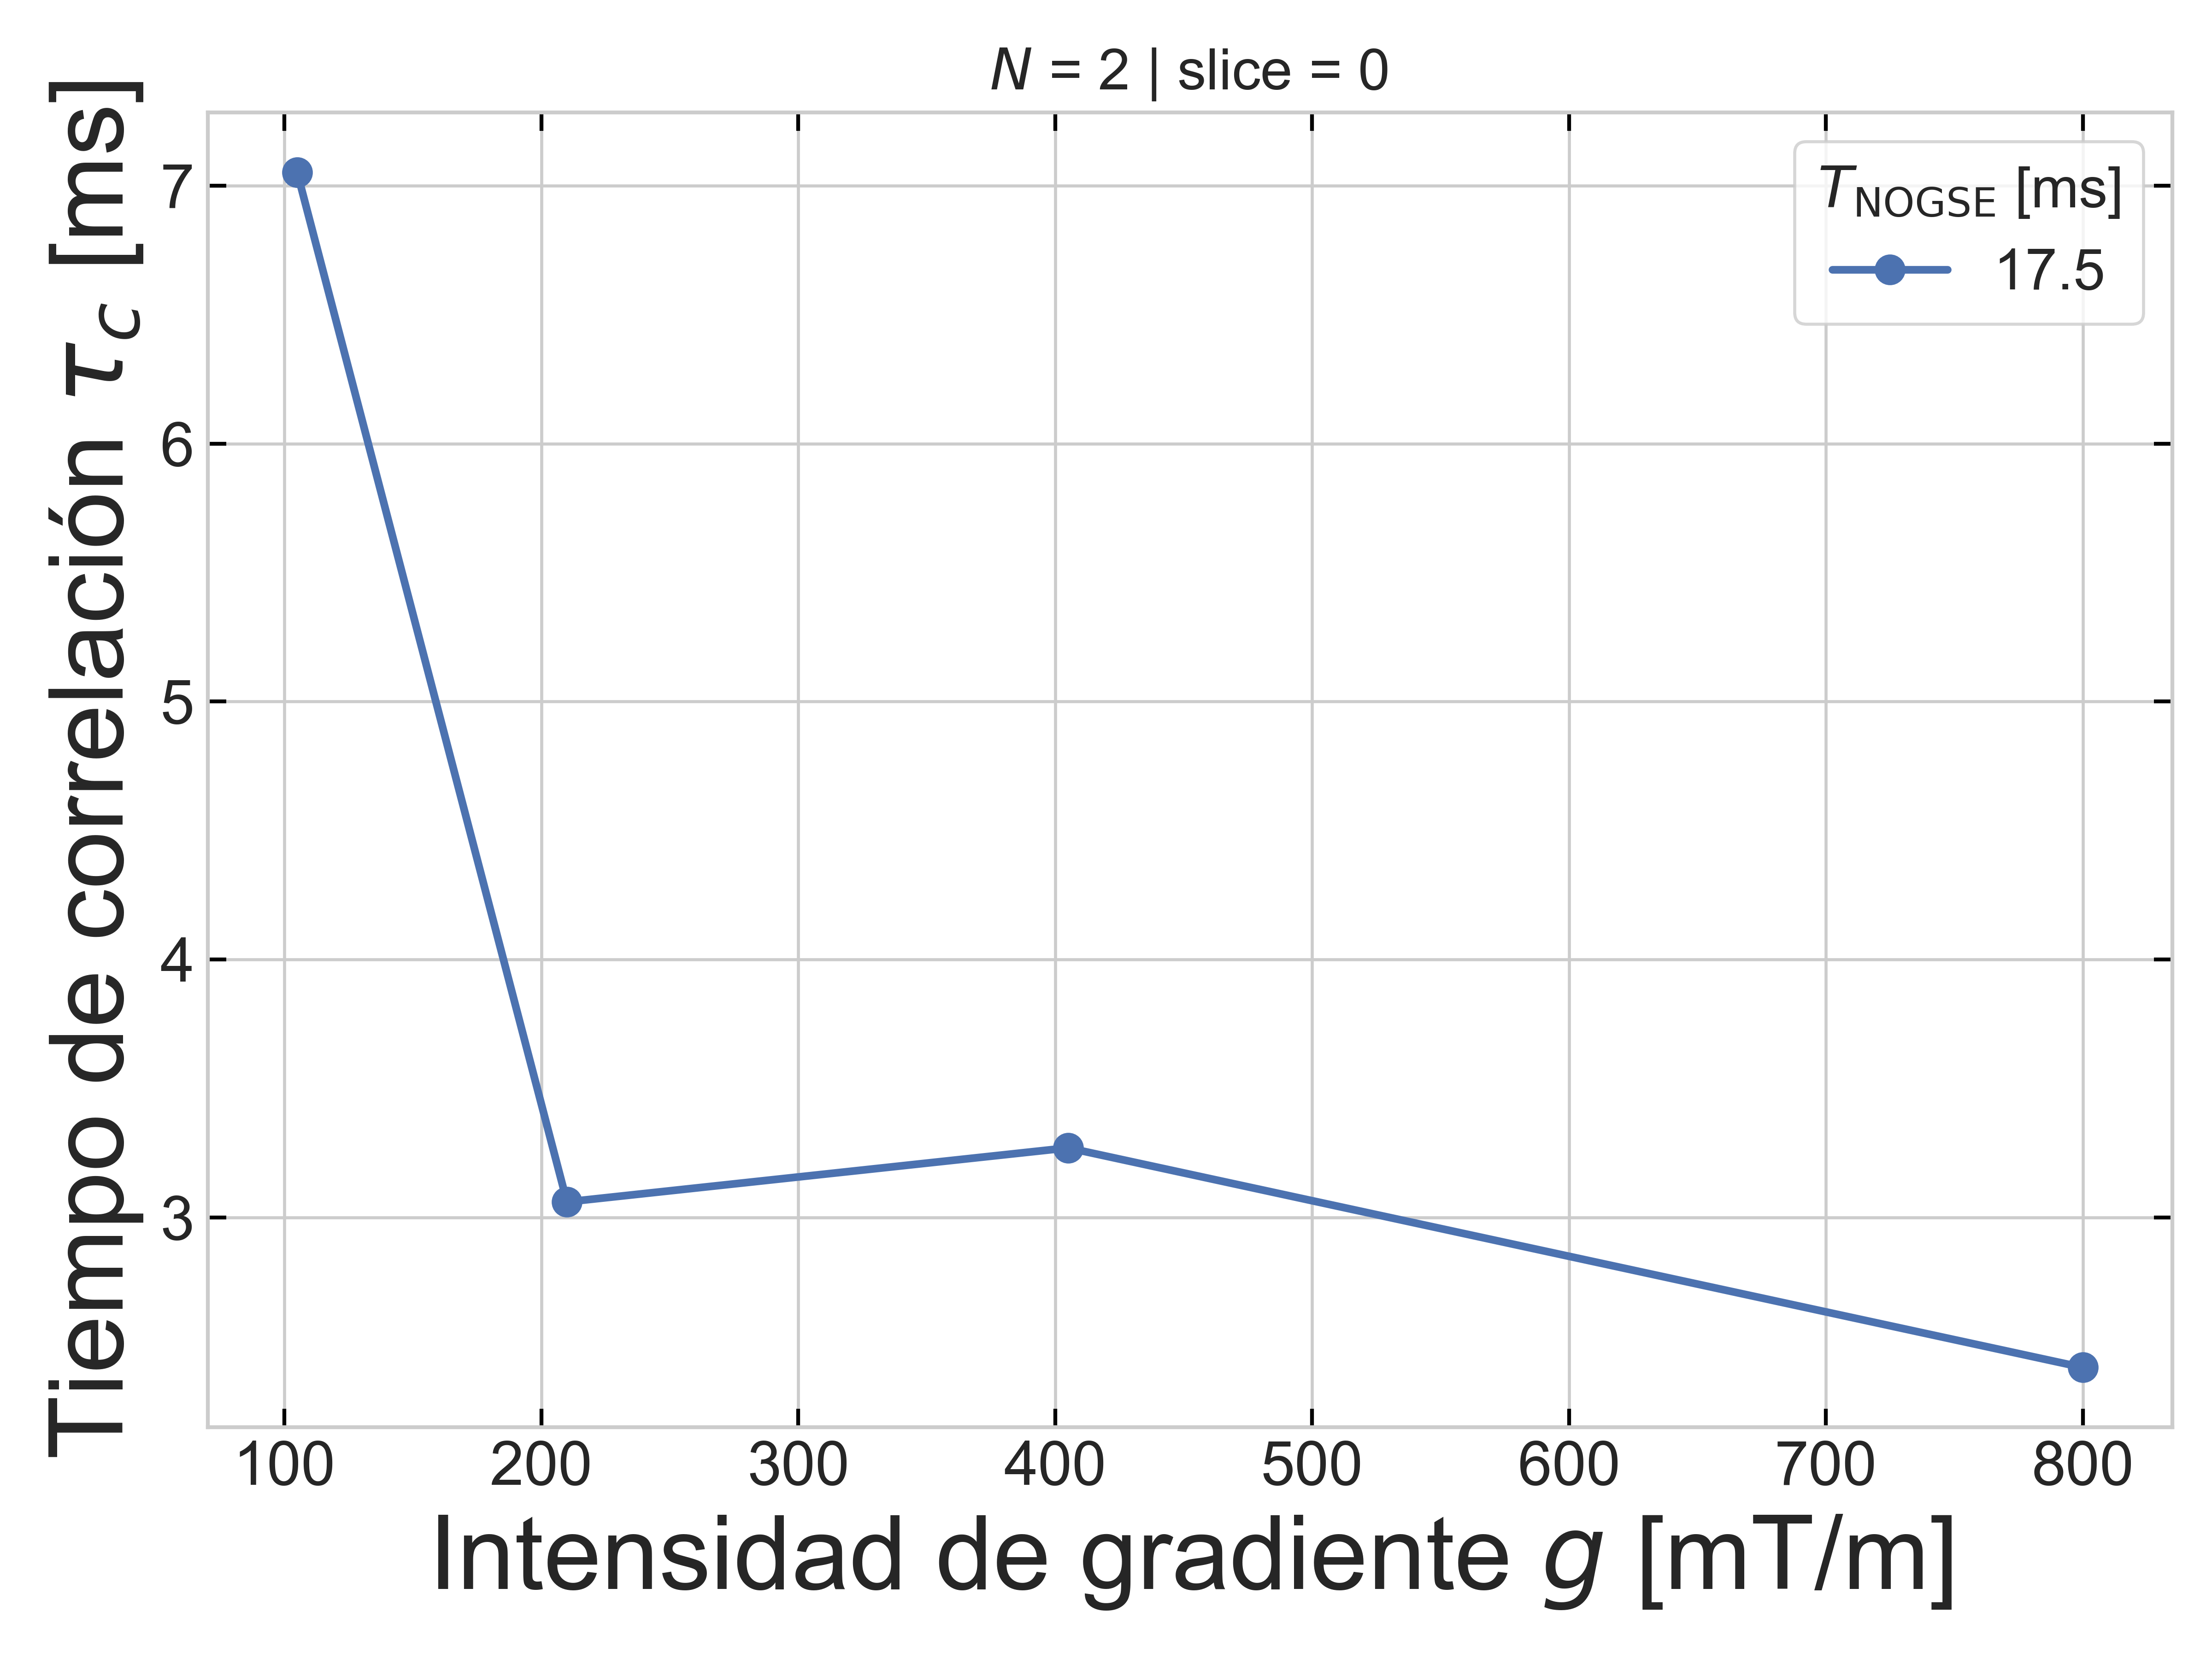 N = 2 | slice = 0
Tiempo de correlación τc [ms]
7
6
5
4
3
TNOGSE [ms]
17.5
100 200 300 400 500 600 700 800
Intensidad de gradiente g [mT/m]